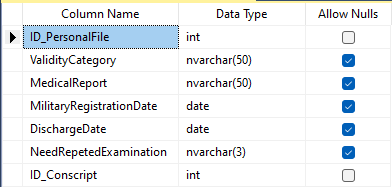 Column Name Data Type Allow Nulls
ID_PersonalFile int
ValidityCategory nvarchar(50)
MedicalReport nvarchar(50)
MilitaryRegistrationDate date
DischargeDate date
NeedRepetedExamination nvarchar(3)
ID_Conscript int